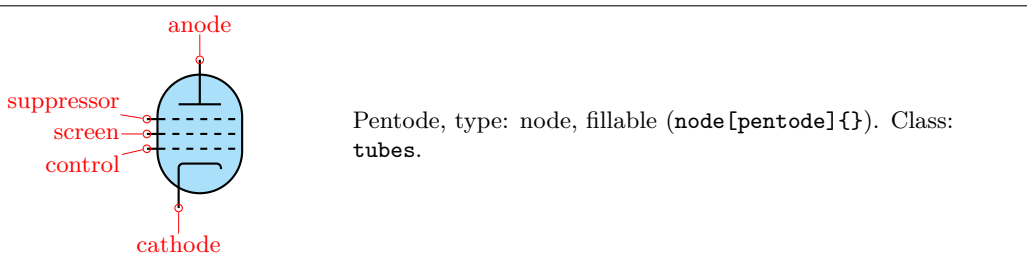 anode
suppressor
screen
control
cathode
Pentode, type: node, fillable (node[pentode]{}). Class:
tubes.